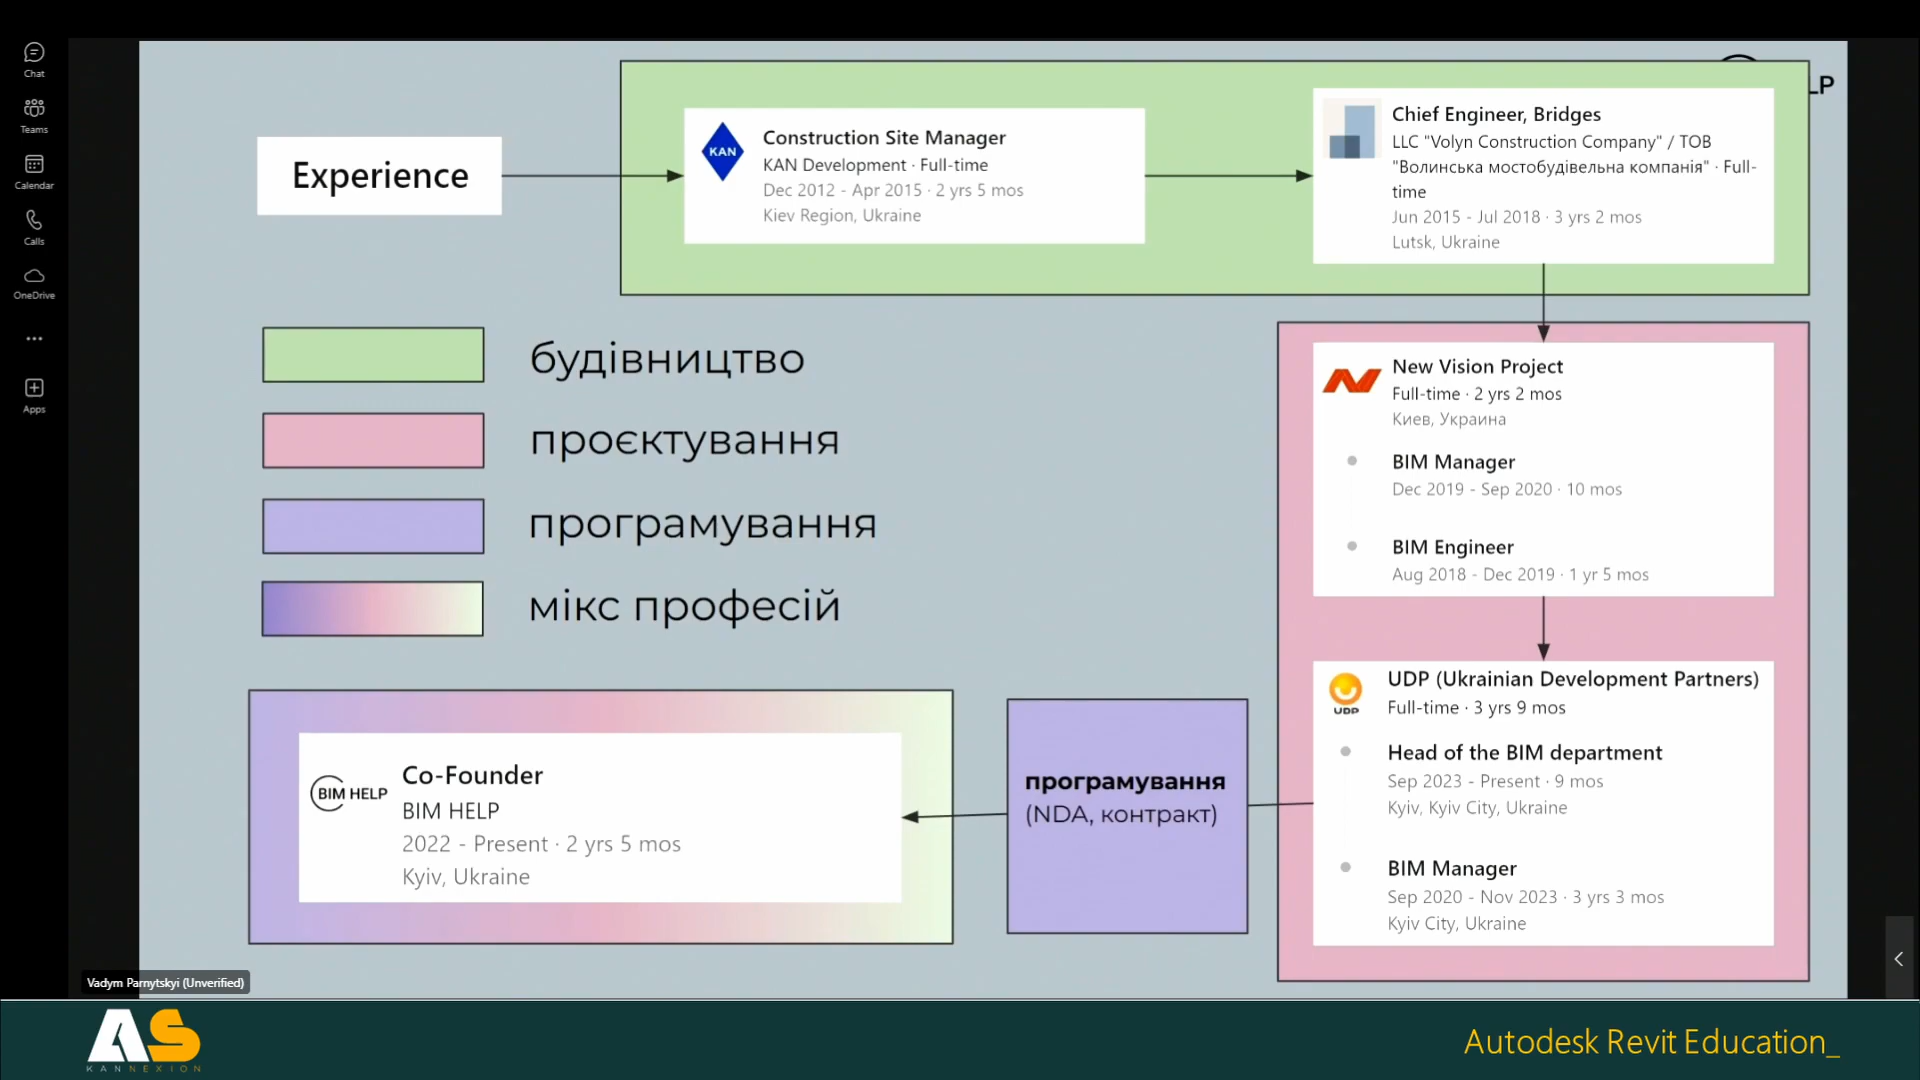 Chat
Teams
Calendar
Calls
OneDrive
Apps
LP
Experience
KAN
Construction Site Manager
KAN Development · Full-time
Dec 2012 - Apr 2015 · 2 yrs 5 mos
Kiev Region, Ukraine
Chief Engineer, Bridges
LLC "Volyn Construction Company" / ТОВ
"Волинська мостобудівельна компанія" · Full-
time
Jun 2015 - Jul 2018 · 3 yrs 2 mos
Lutsk, Ukraine
будівництво
проєктування
програмування
мікс професій
New Vision Project
Full-time · 2 yrs 2 mos
Киев, Украина
BIM Manager
Dec 2019 - Sep 2020 · 10 mos
BIM Engineer
Aug 2018 - Dec 2019 · 1 yr 5 mos
UDP
UDP (Ukrainian Development Partners)
Full-time · 3 yrs 9 mos
Head of the BIM department
Sep 2023 - Present · 9 mos
Kyiv, Kyiv City, Ukraine
BIM Manager
Sep 2020 - Nov 2023 · 3 yrs 3 mos
Kyiv City, Ukraine
програмування
(NDA, контракт)
BIM HELP
Co-Founder
BIM HELP
2022 - Present · 2 yrs 5 mos
Kyiv, Ukraine
Vadym Parnytskyi (Unverified)
AS
KANNEXION
Autodesk Revit Education_